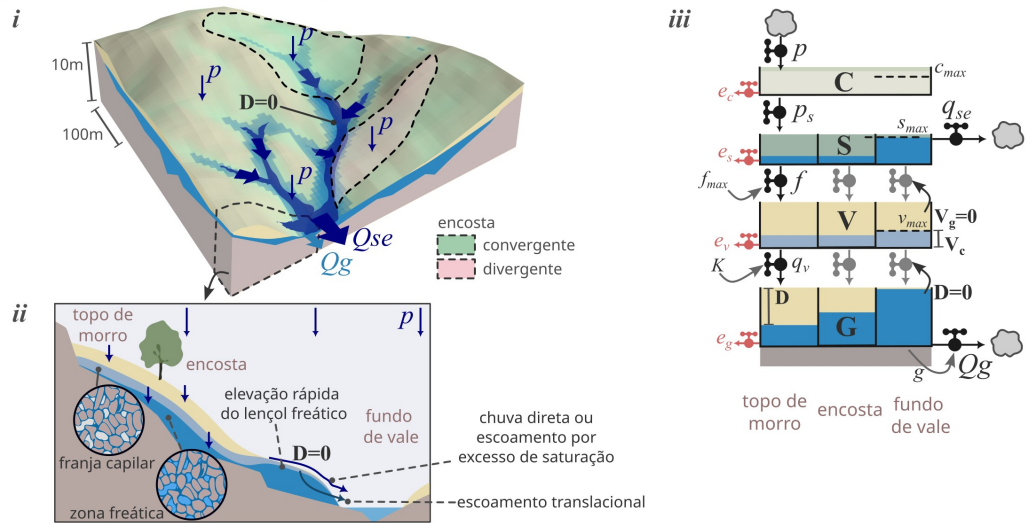 i
10m
100m
p
p
p
p
D=0
Qse
Qg
encosta
convergente
divergente
ii
topo de
morro
encosta
p
elevação rápida
do lençol freático
fundo
de vale
D=0
chuva direta ou
escoamento por
excesso de saturação
escoamento translacional
franja capilar
zona freática
iii
p
c_max
e_c
C
p_s
q_se
s_max
e_s
S
f_max
f
V
v_max
V_g=0
V_c
e_v
K
q_v
D
D=0
G
e_g
g
Qg
topo de
morro
encosta
fundo
de vale